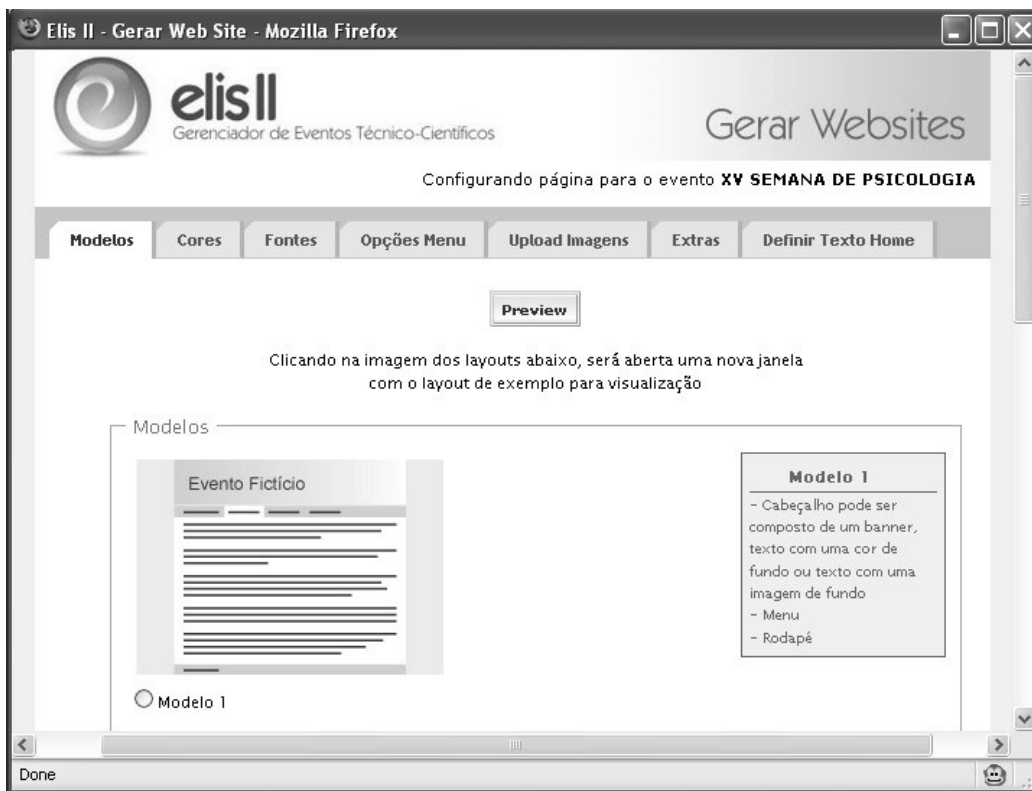 Elis II - Gerar Web Site - Mozilla Firefox
elis II
Gerenciador de Eventos Técnico-Científicos
Gerar Websites
Configurando página para o evento XV SEMANA DE PSICOLOGIA
Modelos Cores Fontes Opções Menu Upload Imagens Extras Definir Texto Home
Preview
Clicando na imagem dos layouts abaixo, será aberta uma nova janela
com o layout de exemplo para visualização
Modelos
Evento Fictício
Modelo 1
- Cabeçalho pode ser
composto de um banner,
texto com uma cor de
fundo ou texto com uma
imagem de fundo
- Menu
- Rodapé
Modelo 1
Done